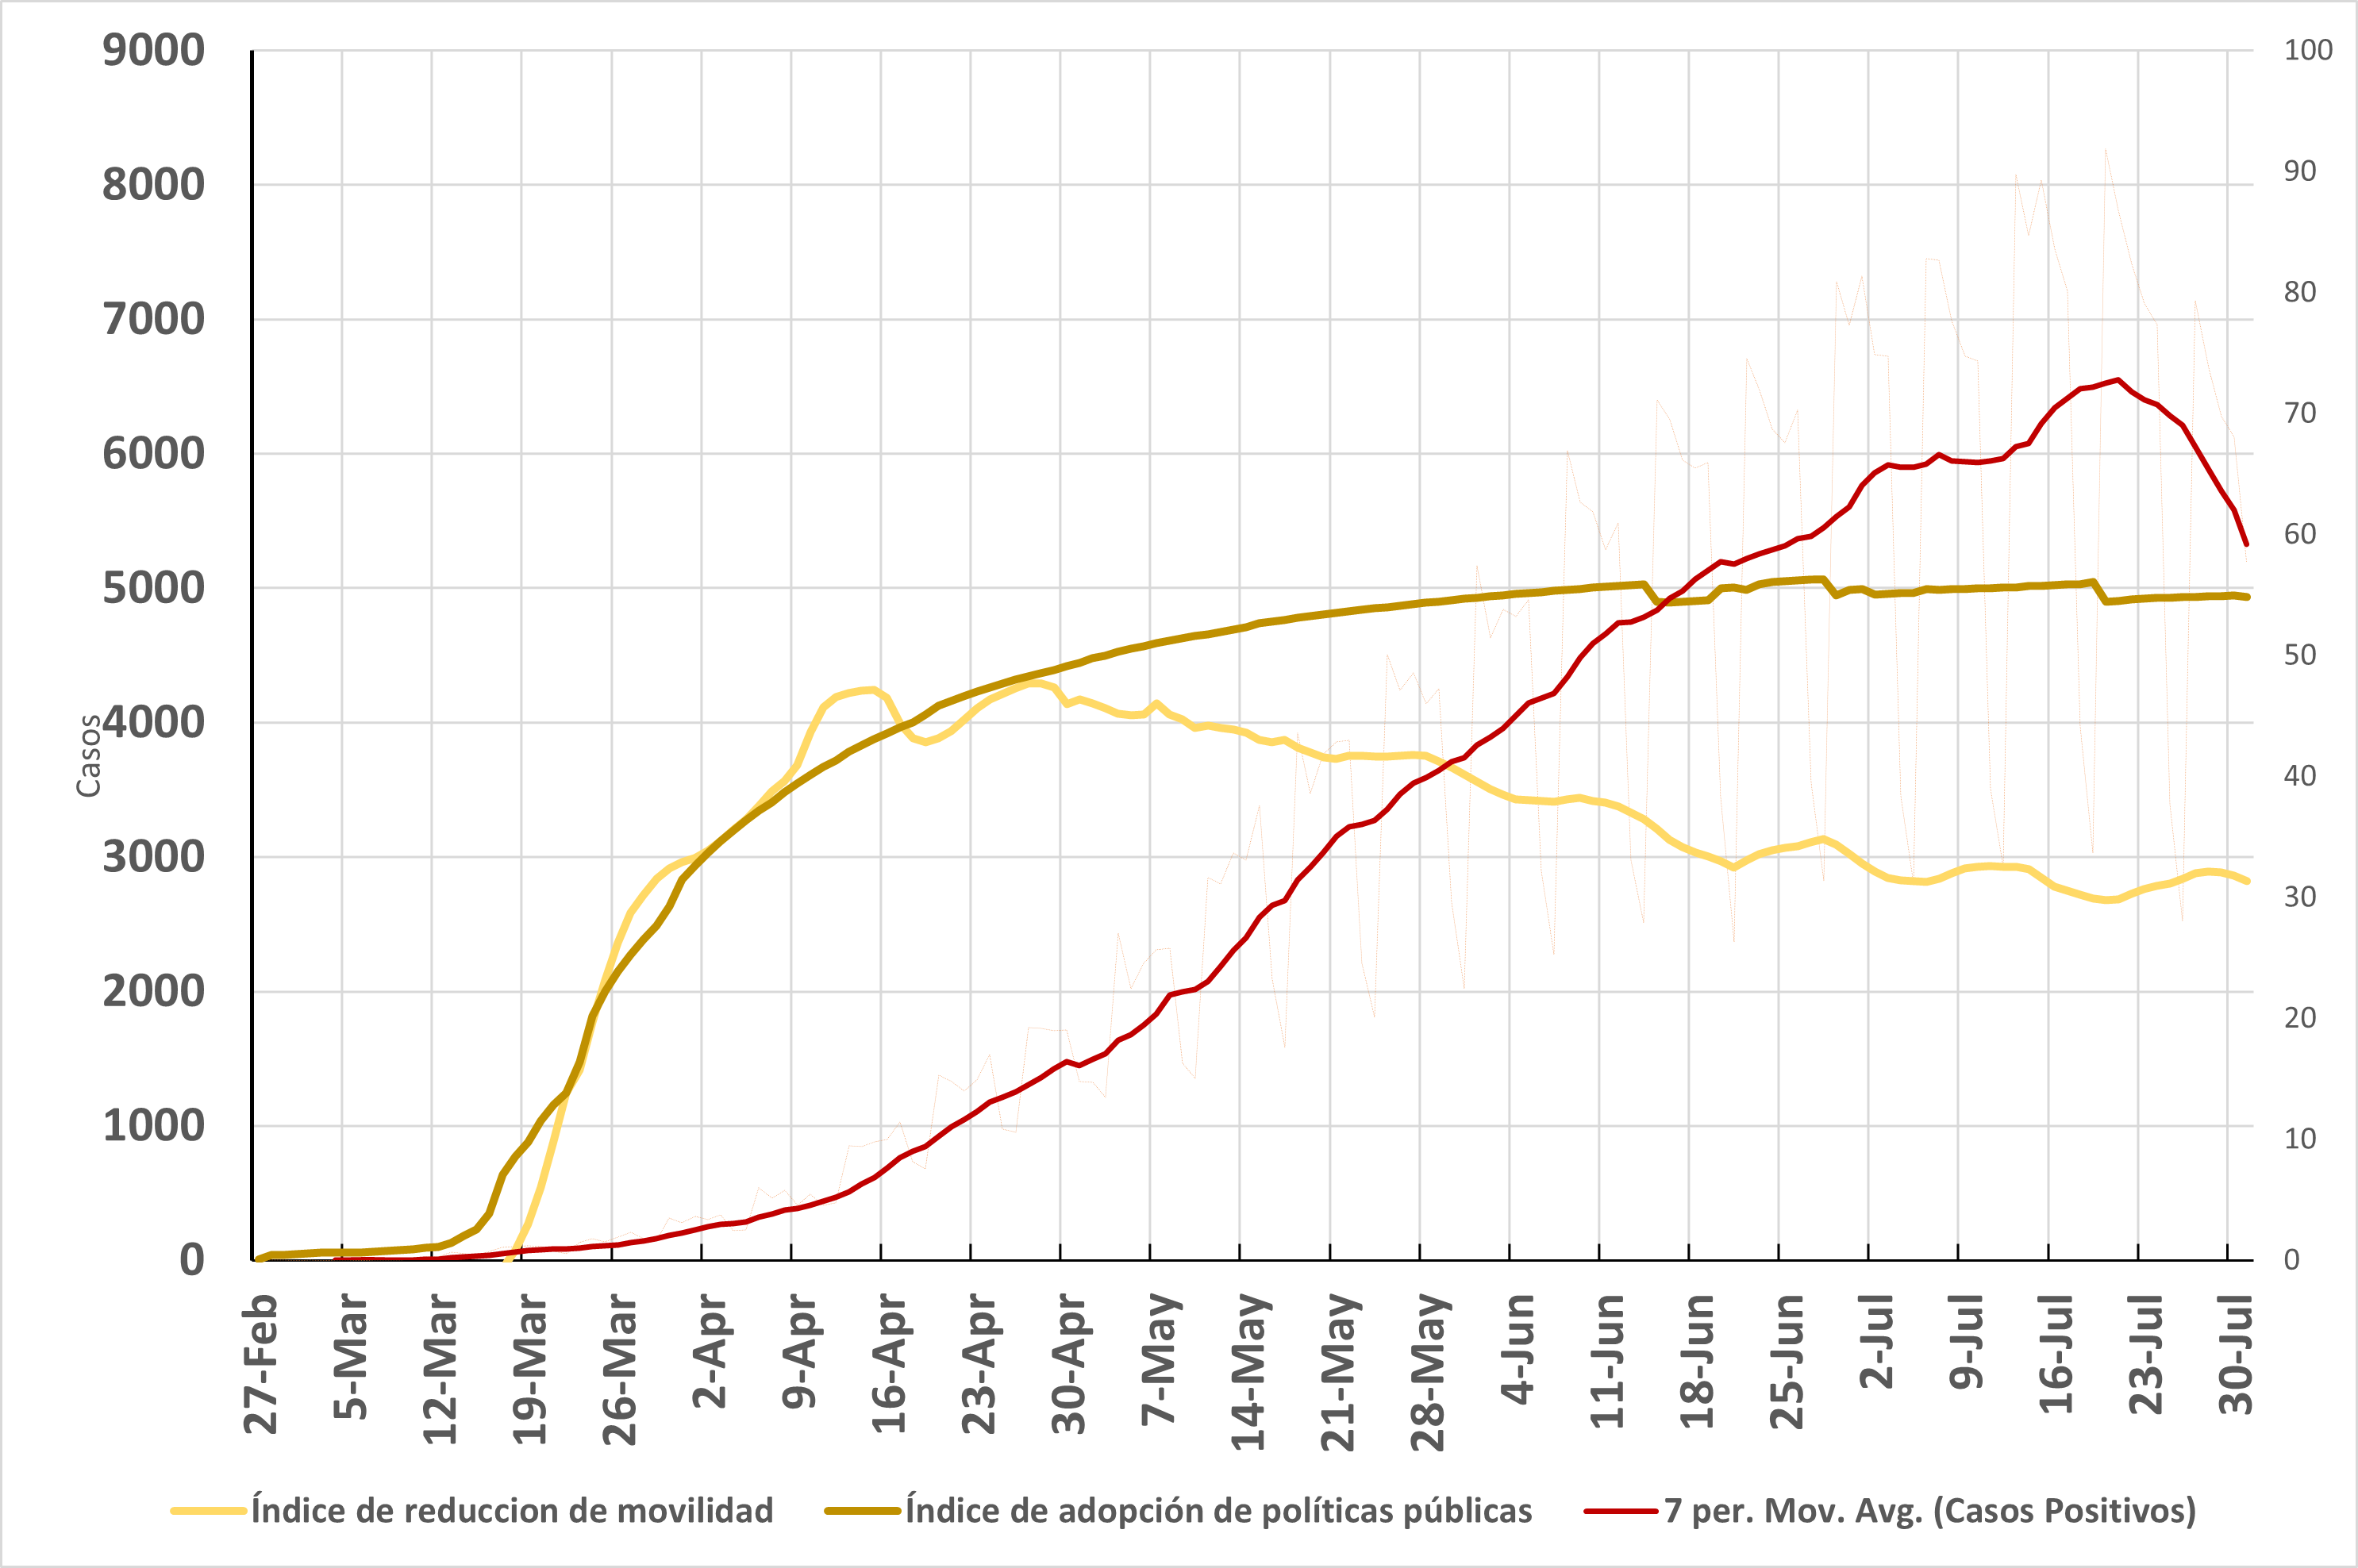 9000
8000
7000
6000
5000
4000
3000
2000
1000
0
Casos
100
90
80
70
60
50
40
30
20
10
0
27-Feb
5-Mar
12-Mar
19-Mar
26-Mar
2-Apr
9-Apr
16-Apr
23-Apr
30-Apr
7-May
14-May
21-May
28-May
4-Jun
11-Jun
18-Jun
25-Jun
2-Jul
9-Jul
16-Jul
23-Jul
30-Jul
Índice de reduccion de movilidad
Índice de adopción de políticas públicas
7 per. Mov. Avg. (Casos Positivos)